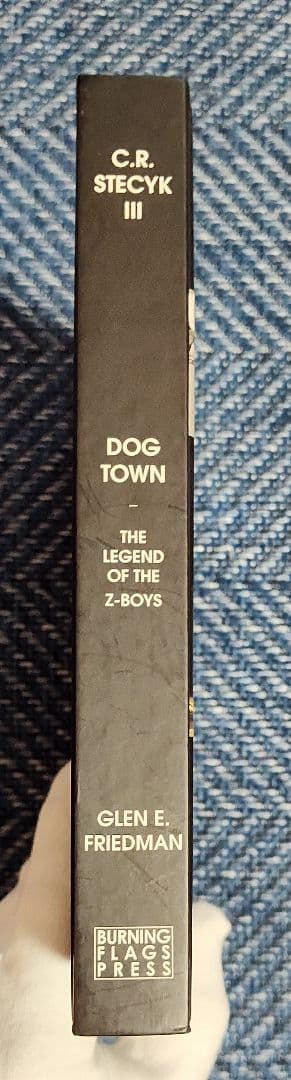 C.R.
STECYK
III
DOG
TOWN
–
THE
LEGEND
OF THE
Z-BOYS
GLEN E.
FRIEDMAN
BURNING
FLAGS
PRESS